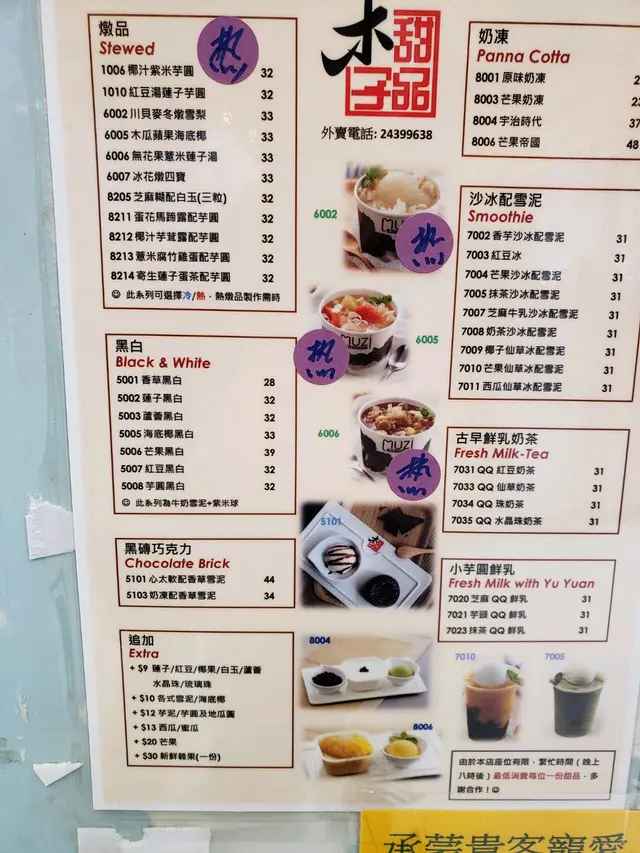 燉品
Stewed
热
1006 椰汁紫米芋圓 32
1010 紅豆湯蓮子芋圓 32
6002 川貝麥冬燉雪梨 33
6005 木瓜蘋果海底椰 33
6006 無花果薏米蓮子湯 33
6007 冰花燉四寶 33
8205 芝麻糊配白玉(三粒) 32
8211 蛋花馬蹄露配芋圓 32
8212 椰汁芋茸露配芋圓 32
8213 薏米腐竹雞蛋配芋圓 32
8214 寄生蓮子蛋茶配芋圓 32
☺ 此系列可選擇冷/熱，熱燉品製作需時
黑白
Black & White
5001 香草黑白 28
5002 蓮子黑白 32
5003 蘆薈黑白 32
5005 海底椰黑白 33
5006 芒果黑白 39
5007 紅豆黑白 32
5008 芋圓黑白 32
☺ 此系列為牛奶雪泥+紫米球
黑磚巧克力
Chocolate Brick
5101 心太軟配香草雪泥 44
5103 奶凍配香草雪泥 34
追加
Extra
+ $9 蓮子/紅豆/椰果/白玉/蘆薈
水晶珠/琉璃珠
+ $10 各式雪泥/海底椰
+ $12 芋泥/芋圓及地瓜圓
+ $13 西瓜/蜜瓜
+ $20 芒果
+ $30 新鮮雜果(一份)
木子甜品
外賣電話: 24399638
6002
MUZI
热
6005
MUZI
热
6006
MUZI
热
5101
8004
8006
奶凍
Panna Cotta
8001 原味奶凍
8003 芒果奶凍
8004 宇治時代 37
8006 芒果帝國 48
沙冰配雪泥
Smoothie
7002 香芋沙冰配雪泥 31
7003 紅豆冰 31
7004 芒果沙冰配雪泥 31
7005 抹茶沙冰配雪泥 31
7007 芝麻牛乳沙冰配雪泥 31
7008 奶茶沙冰配雪泥 31
7009 椰子仙草冰配雪泥 31
7010 芒果仙草冰配雪泥 31
7011 西瓜仙草冰配雪泥 31
古早鮮乳奶茶
Fresh Milk-Tea
7031 QQ 紅豆奶茶 31
7033 QQ 仙草奶茶 31
7034 QQ 珠奶茶 31
7035 QQ 水晶珠奶茶 31
小芋圓鮮乳
Fresh Milk with Yu Yuan
7020 芝麻 QQ 鮮乳 31
7021 芋頭 QQ 鮮乳 31
7023 抹茶 QQ 鮮乳 31
7010 7005
由於本店座位有限，繁忙時間 (晚上
八時後) 最低消費每位一份甜品，多
謝合作！☺
承蒙貴客寵愛